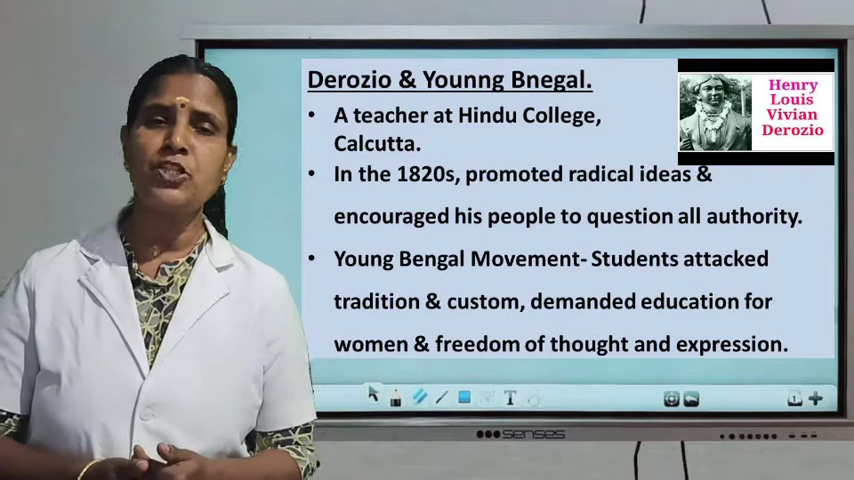 Derozio & Younng Bnegal.
• A teacher at Hindu College,
Calcutta.
• In the 1820s, promoted radical ideas &
encouraged his people to question all authority.
• Young Bengal Movement- Students attacked
tradition & custom, demanded education for
women & freedom of thought and expression.
Henry
Louis
Vivian
Derozio
T
1
senses